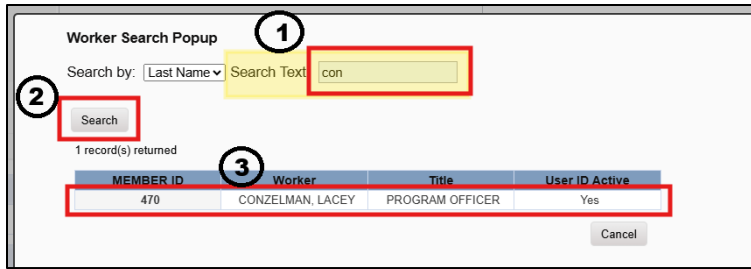 Worker Search Popup
1
Search by: Last Name Search Text con
2
Search
1 record(s) returned
3
MEMBER ID Worker Title User ID Active
470 CONZELMAN, LACEY PROGRAM OFFICER Yes
Cancel